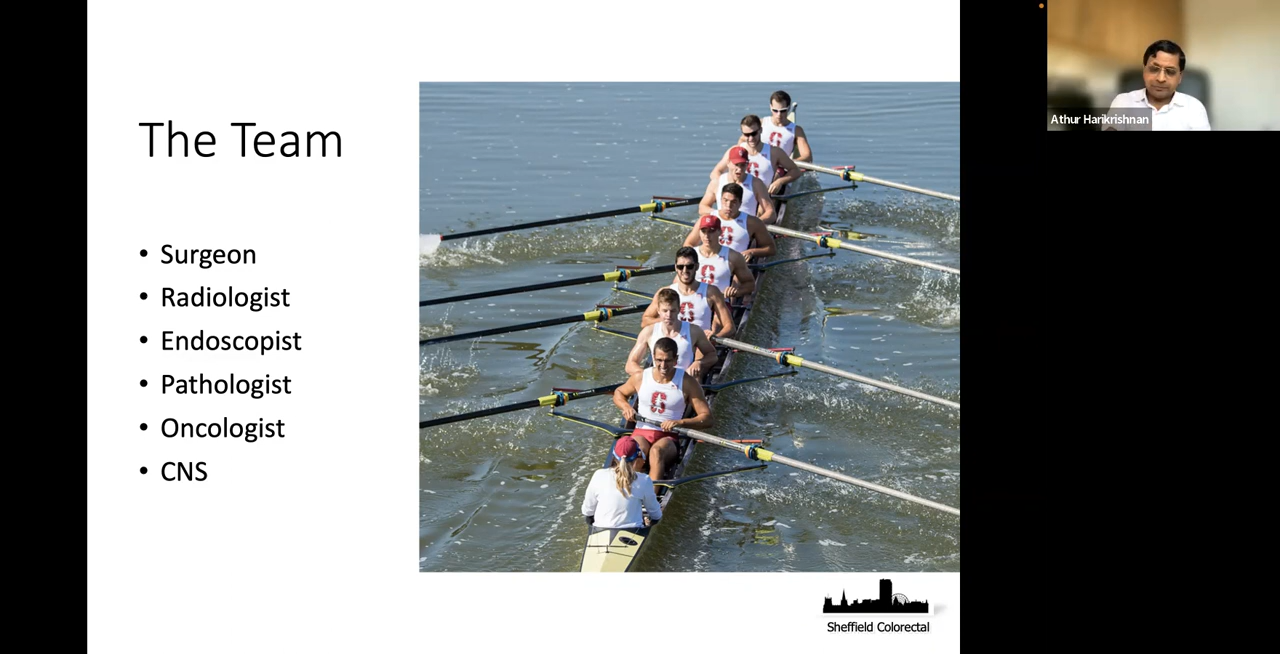 The Team
• Surgeon
• Radiologist
• Endoscopist
• Pathologist
• Oncologist
• CNS
Sheffield Colorectal
Athur Harikrishnan